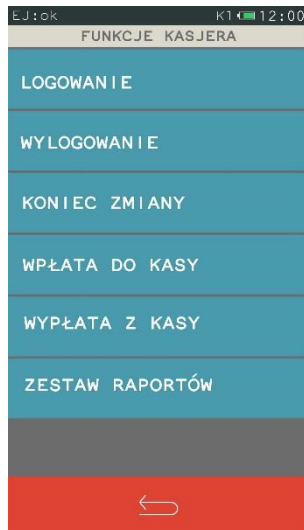 EJ:ok K1 12:00
FUNKCJE KASJERA
LOGOWANIE
WYLOGOWANIE
KONIEC ZMIANY
WPŁATA DO KASY
WYPŁATA Z KASY
ZESTAW RAPORTÓW